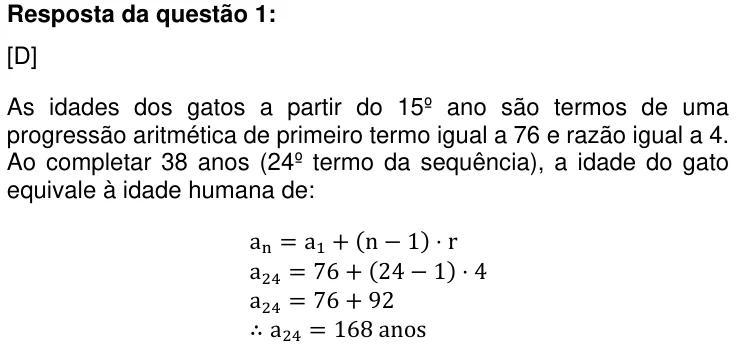 Resposta da questão 1:
[D]
As idades dos gatos a partir do 15º ano são termos de uma
progressão aritmética de primeiro termo igual a 76 e razão igual a 4.
Ao completar 38 anos (24º termo da sequência), a idade do gato
equivale à idade humana de:
aₙ = a₁ + (n − 1) · r
a₂₄ = 76 + (24 − 1) · 4
a₂₄ = 76 + 92
∴ a₂₄ = 168 anos